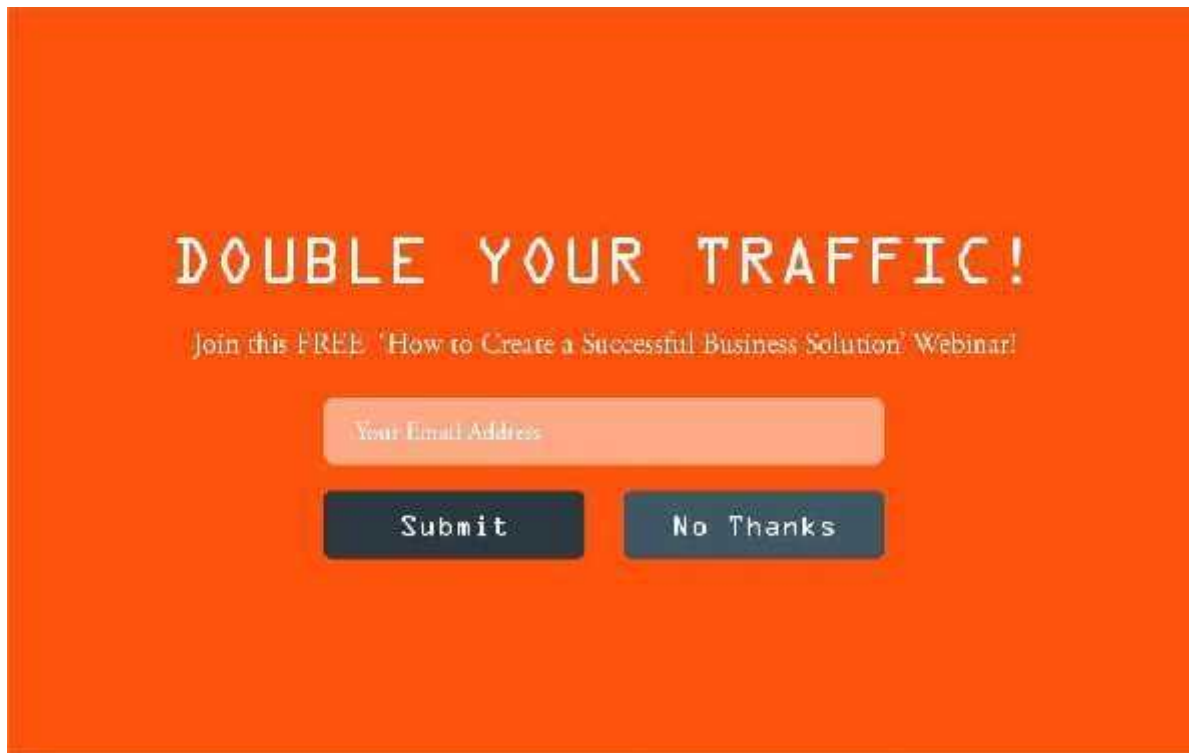 DOUBLE YOUR TRAFFIC!
Join this FREE 'How to Create a Successful Business Solution' Webinar!
Your Email Address
Submit
No Thanks